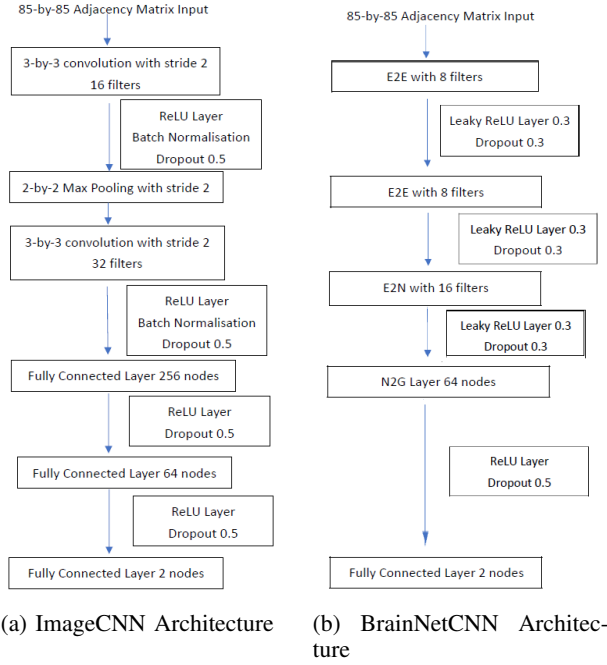 85-by-85 Adjacency Matrix Input
3-by-3 convolution with stride 2
16 filters
ReLU Layer
Batch Normalisation
Dropout 0.5
2-by-2 Max Pooling with stride 2
3-by-3 convolution with stride 2
32 filters
ReLU Layer
Batch Normalisation
Dropout 0.5
Fully Connected Layer 256 nodes
ReLU Layer
Dropout 0.5
Fully Connected Layer 64 nodes
ReLU Layer
Dropout 0.5
Fully Connected Layer 2 nodes
(a) ImageCNN Architecture
85-by-85 Adjacency Matrix Input
E2E with 8 filters
Leaky ReLU Layer 0.3
Dropout 0.3
E2E with 8 filters
Leaky ReLU Layer 0.3
Dropout 0.3
E2N with 16 filters
Leaky ReLU Layer 0.3
Dropout 0.3
N2G Layer 64 nodes
ReLU Layer
Dropout 0.5
Fully Connected Layer 2 nodes
(b) BrainNetCNN Architec-
ture